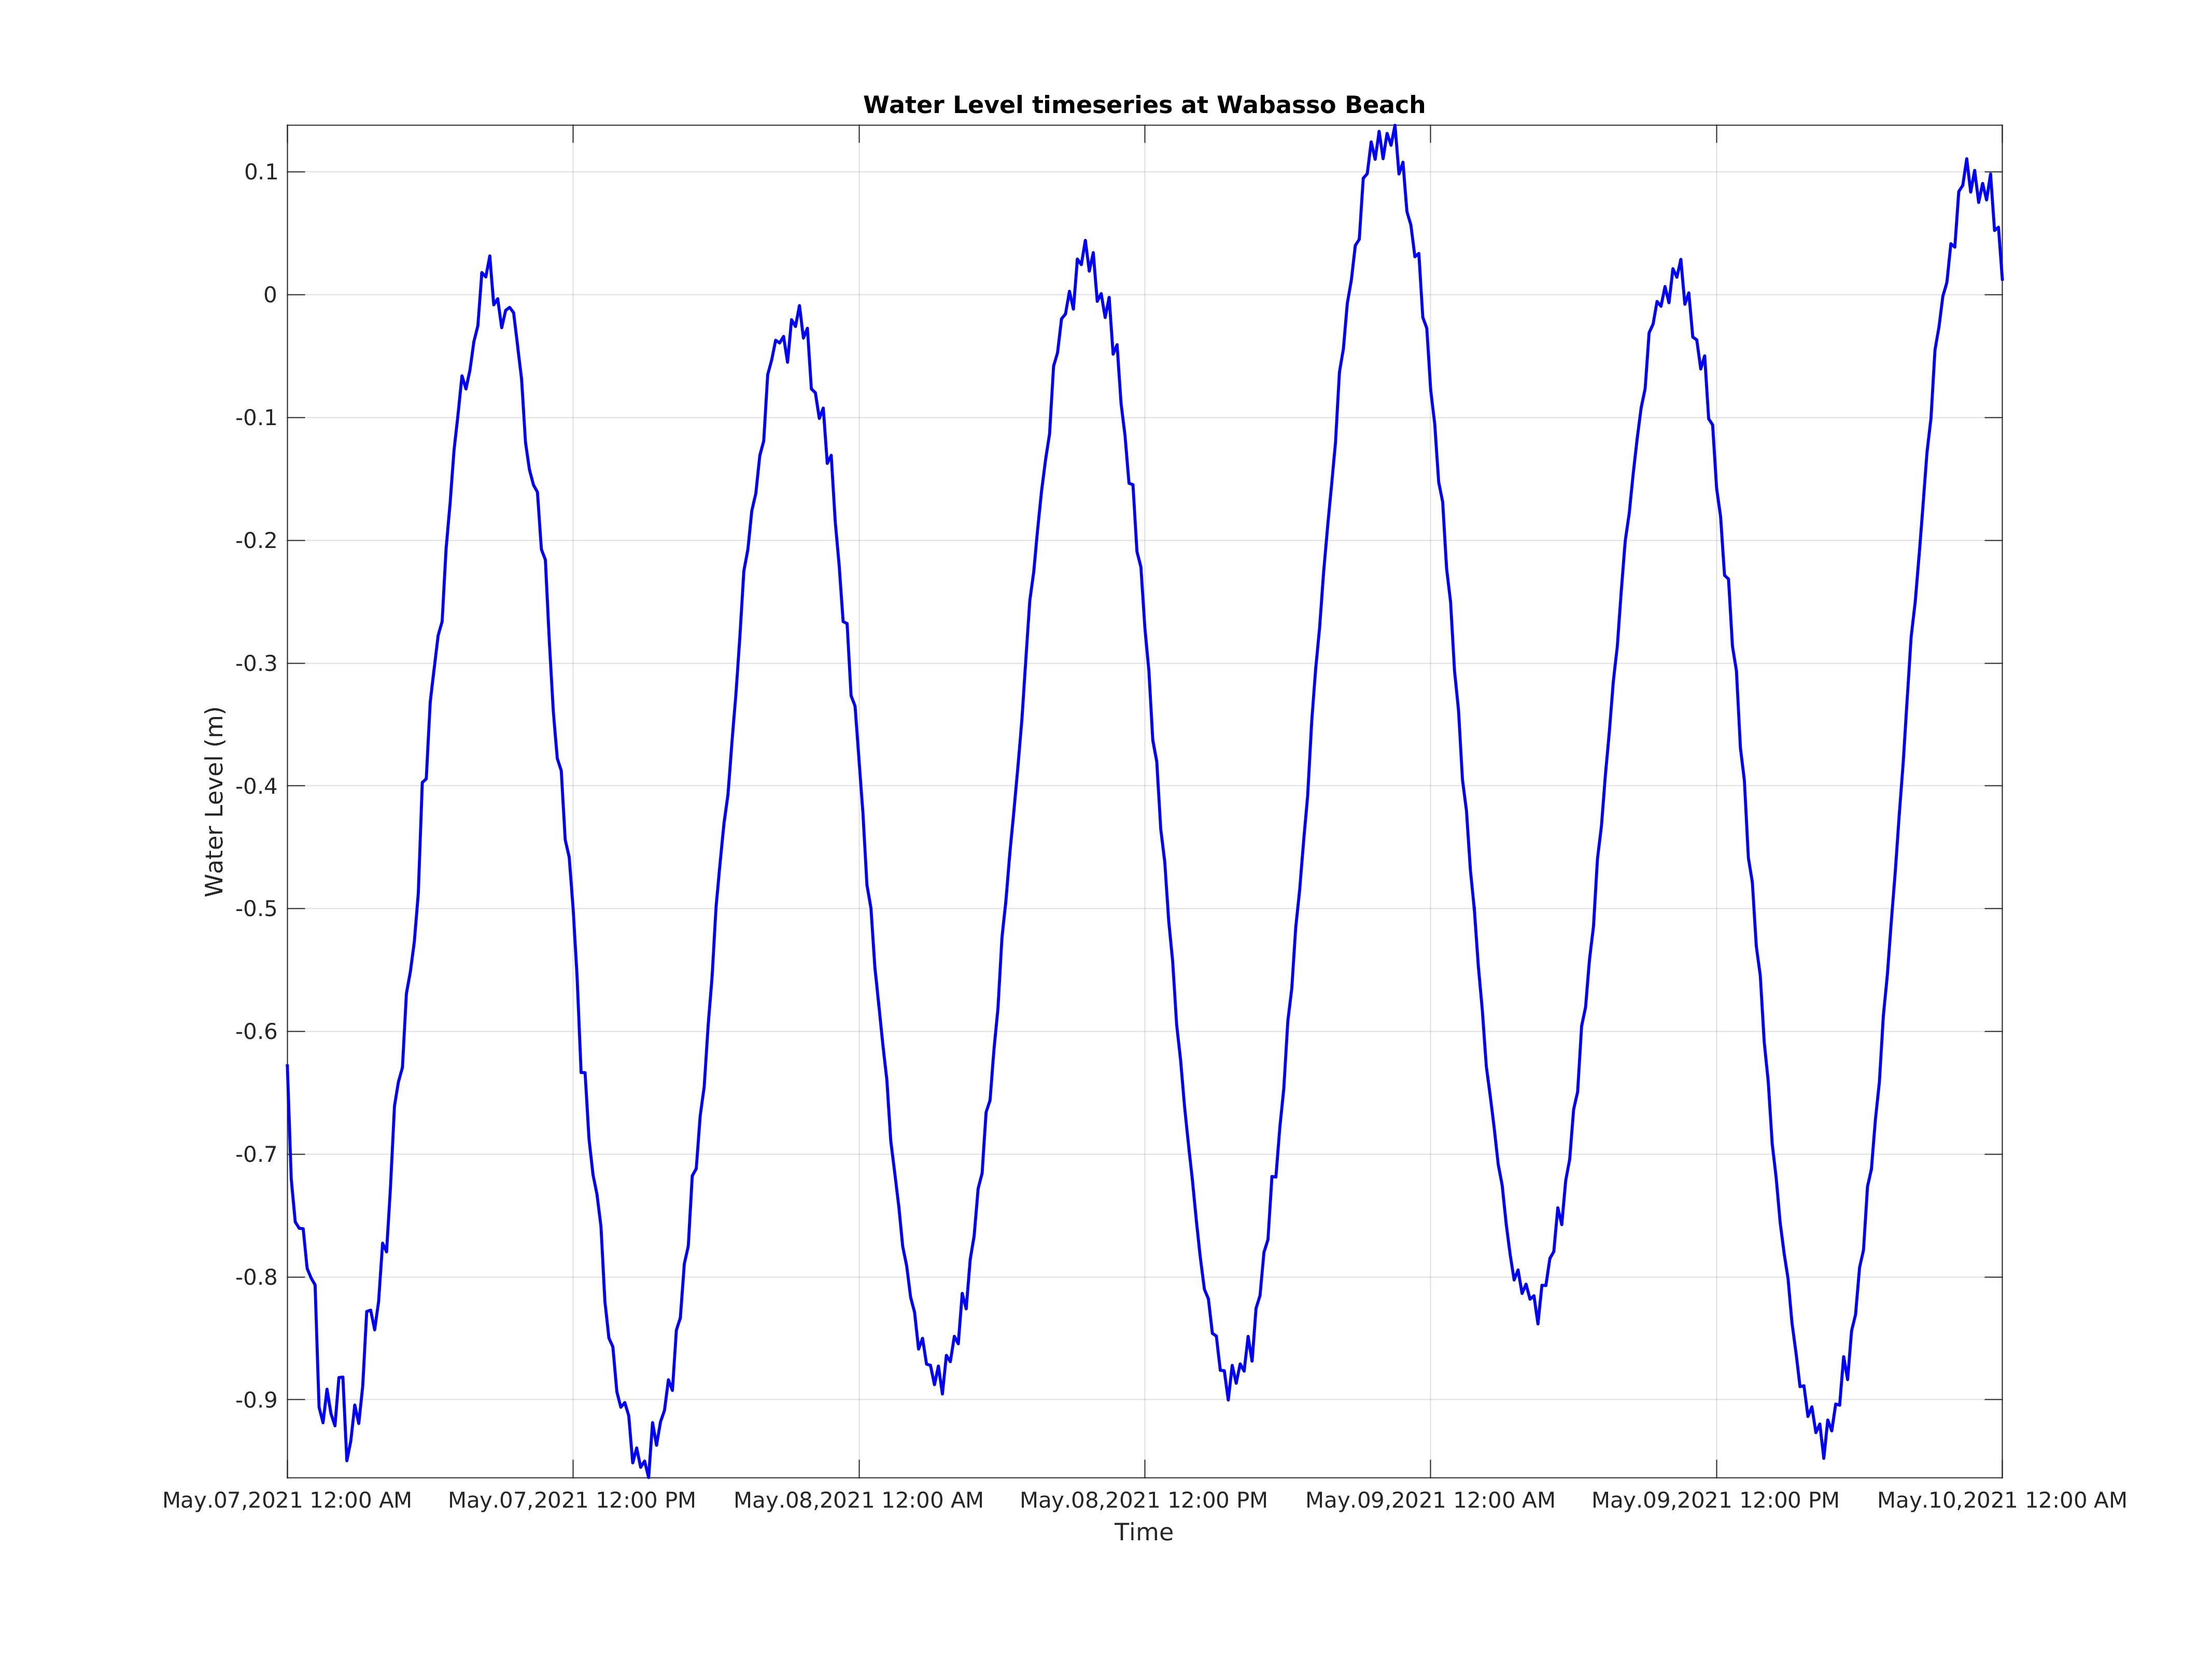 Water Level timeseries at Wabasso Beach
0.1
0
-0.1
-0.2
-0.3
-0.4
-0.5
-0.6
-0.7
-0.8
-0.9
Water Level (m)
May.07,2021 12:00 AM May.07,2021 12:00 PM May.08,2021 12:00 AM May.08,2021 12:00 PM May.09,2021 12:00 AM May.09,2021 12:00 PM May.10,2021 12:00 AM
Time